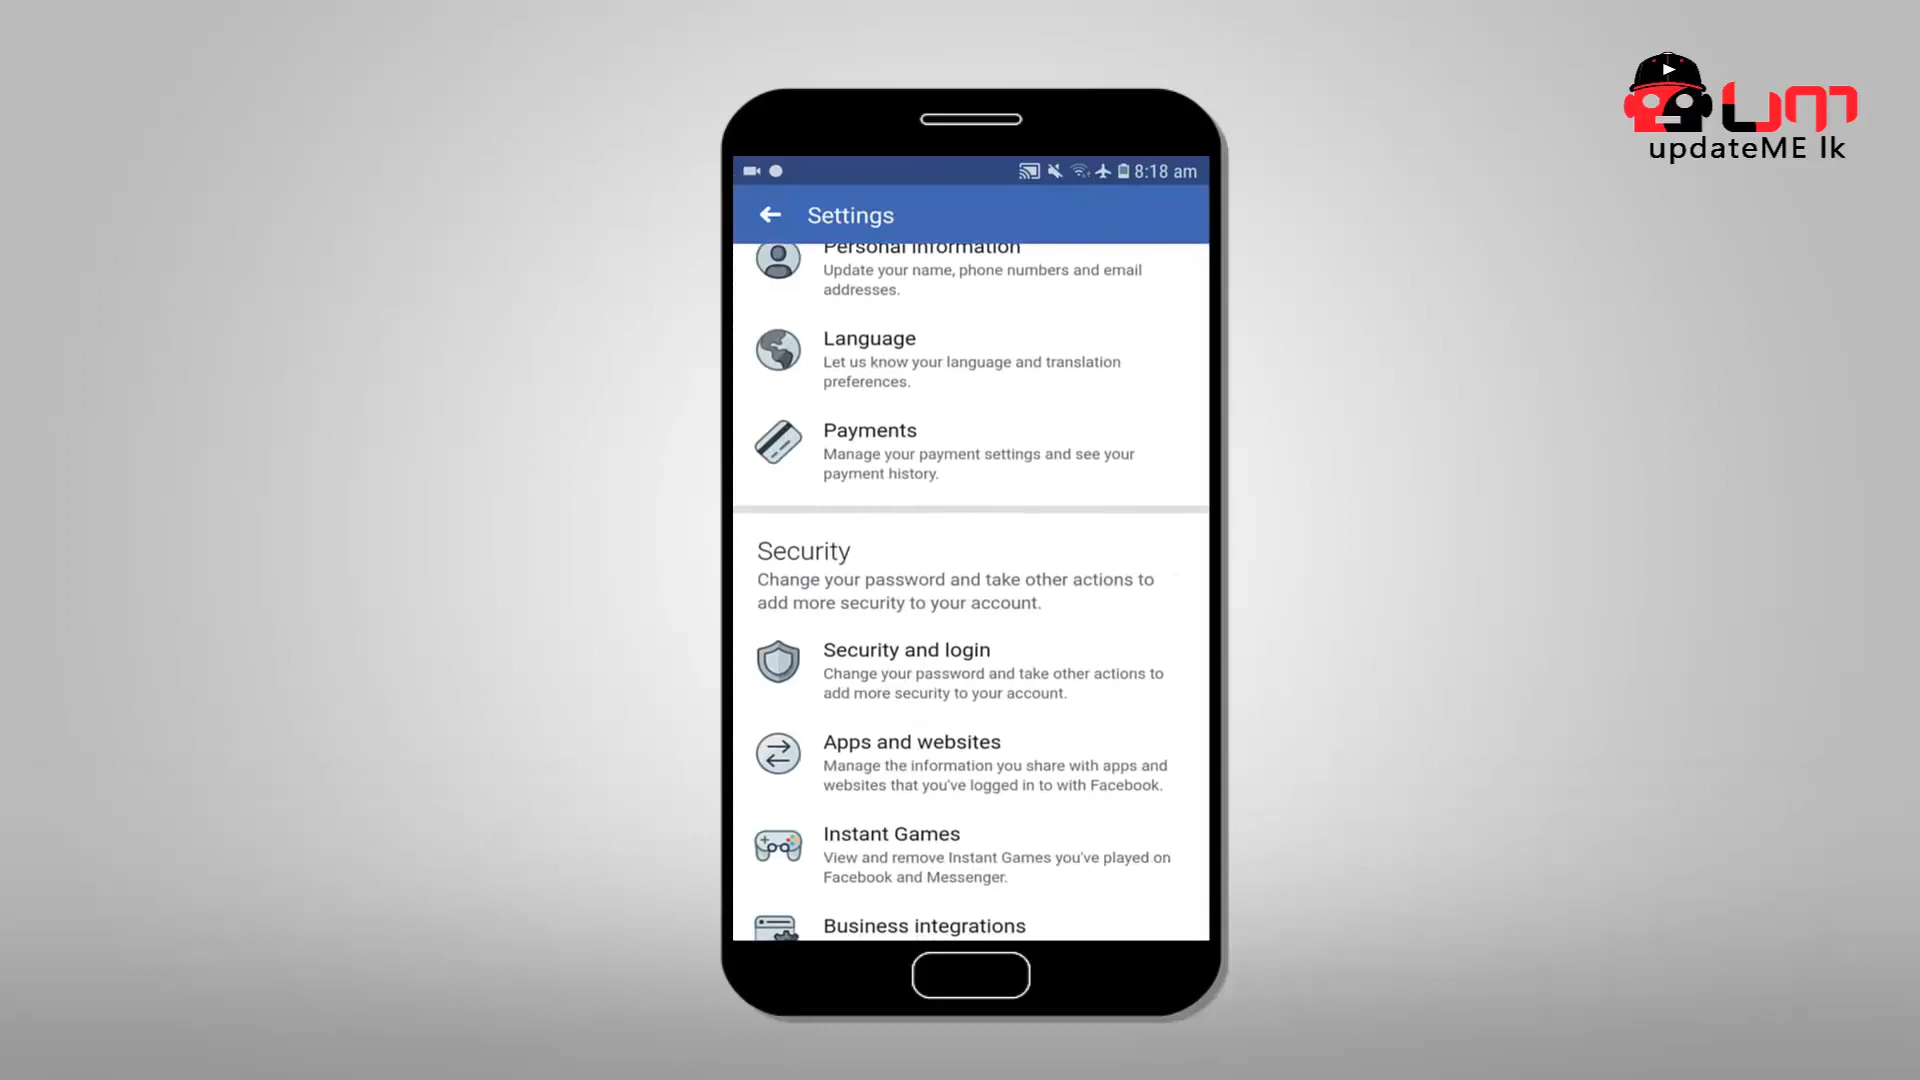 UM
updateME lk
8:18 am
Settings
Personal information
Update your name, phone numbers and email
addresses.
Language
Let us know your language and translation
preferences.
Payments
Manage your payment settings and see your
payment history.
Security
Change your password and take other actions to
add more security to your account.
Security and login
Change your password and take other actions to
add more security to your account.
Apps and websites
Manage the information you share with apps and
websites that you've logged in to with Facebook.
Instant Games
View and remove Instant Games you've played on
Facebook and Messenger.
Business integrations